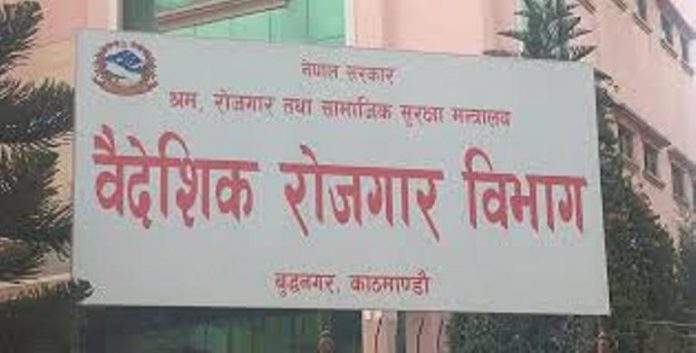 नेपाल सरकार
श्रम, रोजगार तथा सामाजिक सुरक्षा मन्त्रालय
वैदेशिक रोजगार विभाग
बुद्धनगर, काठमाण्डौ